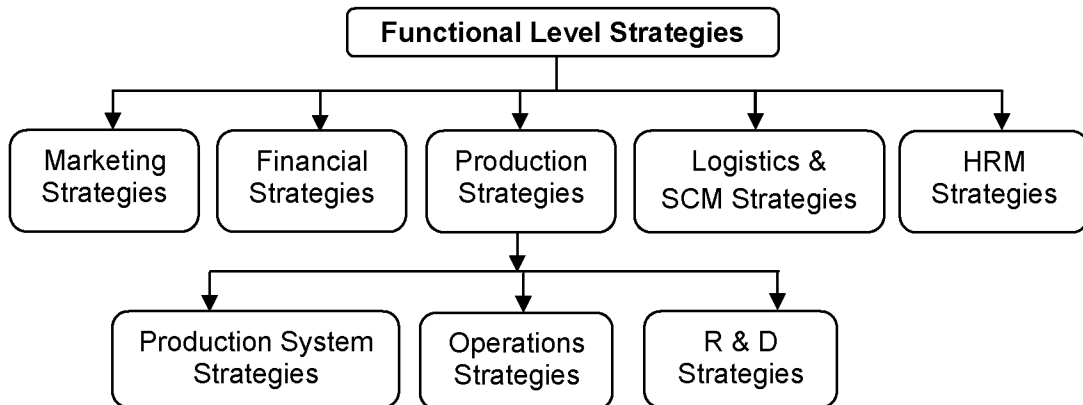 Functional Level Strategies
Marketing
Strategies
Financial
Strategies
Production
Strategies
Logistics &
SCM Strategies
HRM
Strategies
Production System
Strategies
Operations
Strategies
R & D
Strategies